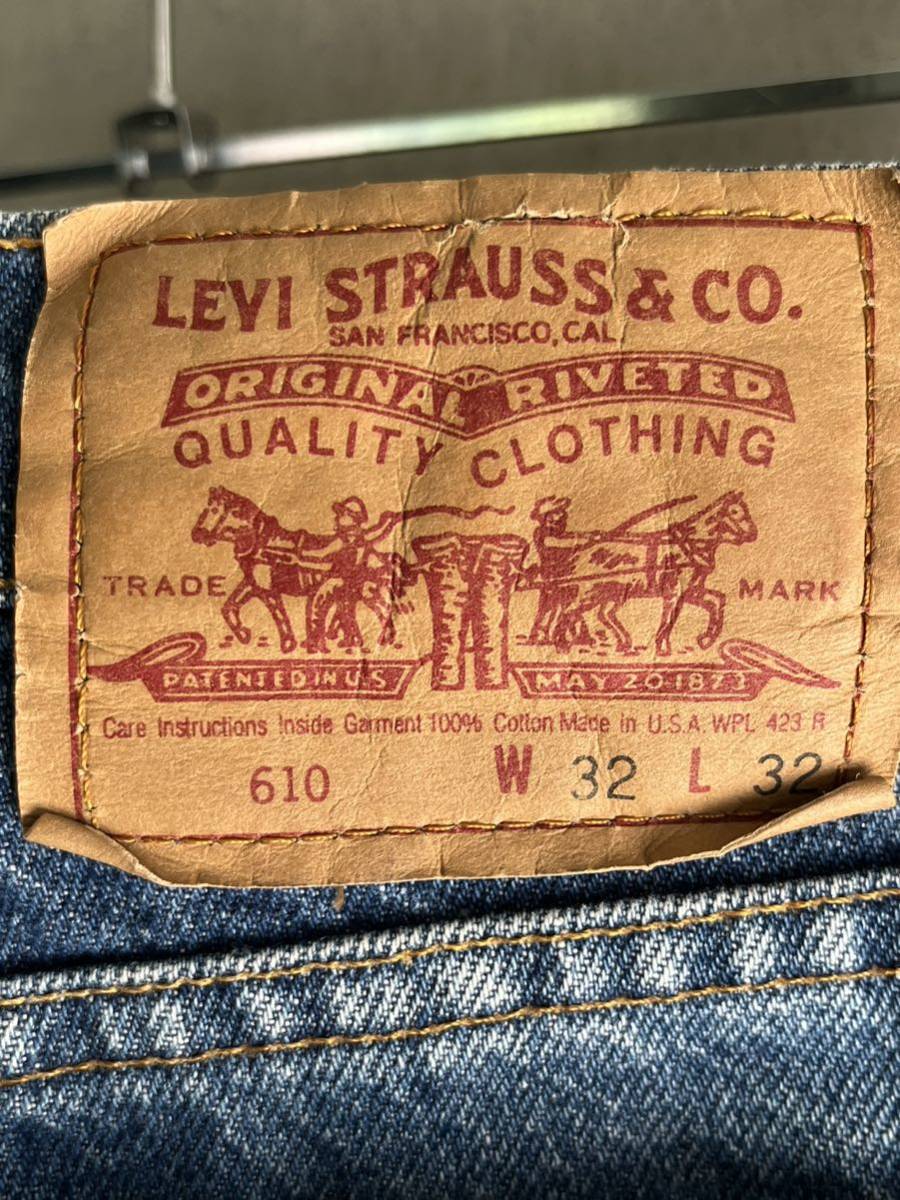 LEVI STRAUSS & CO.
SAN FRANCISCO, CAL
ORIGINAL RIVETED
QUALITY CLOTHING
TRADE MARK
PATENTED IN U.S MAY 20 1873
Care Instructions Inside Garment 100% Cotton Made in U.S.A. WPL 423 R
610 W 32 L 32